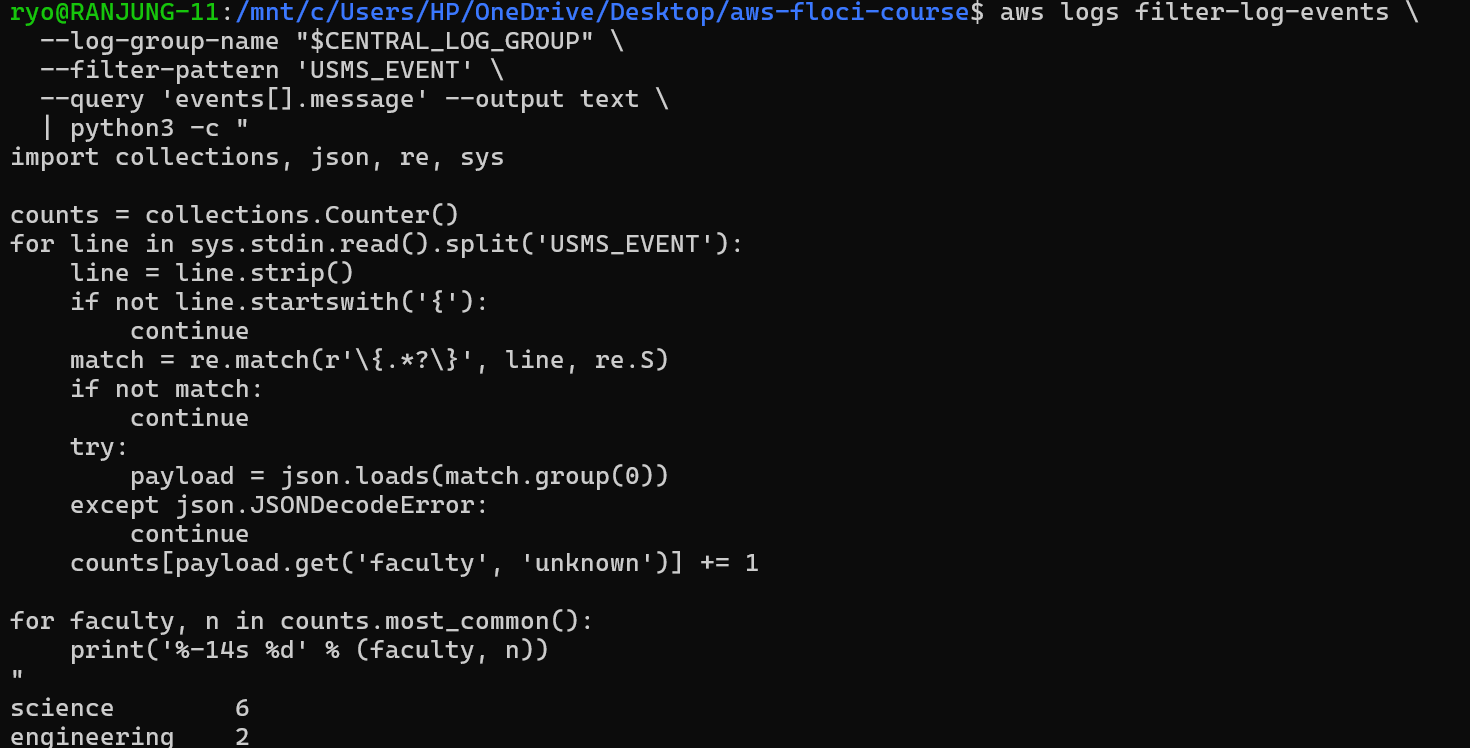 ryo@RANJUNG-11:/mnt/c/Users/HP/OneDrive/Desktop/aws-floci-course$ aws logs filter-log-events \
  --log-group-name "$CENTRAL_LOG_GROUP" \
  --filter-pattern 'USMS_EVENT' \
  --query 'events[].message' --output text \
  | python3 -c "
import collections, json, re, sys

counts = collections.Counter()
for line in sys.stdin.read().split('USMS_EVENT'):
    line = line.strip()
    if not line.startswith('{'):
        continue
    match = re.match(r'\{.*?\}', line, re.S)
    if not match:
        continue
    try:
        payload = json.loads(match.group(0))
    except json.JSONDecodeError:
        continue
    counts[payload.get('faculty', 'unknown')] += 1

for faculty, n in counts.most_common():
    print('%-14s %d' % (faculty, n))
"
science        6
engineering    2